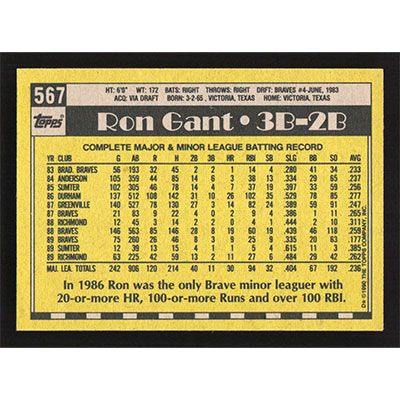 567
Topps
HT: 6'0" WT: 172 BATS: RIGHT THROWS: RIGHT DRFT: BRAVES #4-JUNE, 1983
ACQ: VIA DRAFT BORN: 3-2-65, VICTORIA, TEXAS HOME: VICTORIA, TEXAS
Ron Gant • 3B-2B
COMPLETE MAJOR & MINOR LEAGUE BATTING RECORD
YR CLUB G AB R H 2B 3B HR RBI SB SLG BB SO AVG
83 BRAD. BRAVES 56 193 32 45 2 2 1 14 4 41 34 .233
84 ANDERSON 105 359 44 85 14 6 3 38 13 .334 29 65 .237
85 SUMTER 102 305 46 78 14 4 7 37 19 .397 33 59 .256
86 DURHAM 137 512 108 142 31 10 26 102 35 .529 78 85 .277
87 GREENVILLE 140 527 78 130 27 3 14 82 24 59 .247
87 BRAVES 21 83 9 22 4 0 2 9 4 .386 1 11 .265
88 RICHMOND 12 45 3 14 2 2 0 4 1 .444 2 10 .311
88 BRAVES 146 563 85 146 28 8 19 60 19 .439 46 118 .259
89 BRAVES 75 260 26 46 8 3 9 25 9 .335 20 63 .177
89 SUMTER 12 39 13 15 4 1 1 5 4 .615 11 3 .385
89 RICHMOND 63 225 42 59 13 2 11 27 6 .484 29 42 .262
MAJ. LEA. TOTALS 242 906 120 214 40 11 30 94 32 .404 67 192 .236
In 1986 Ron was the only Brave minor leaguer with
20-or-more HR, 100-or-more Runs and over 100 RBI.
©1990 THE TOPPS COMPANY, INC.